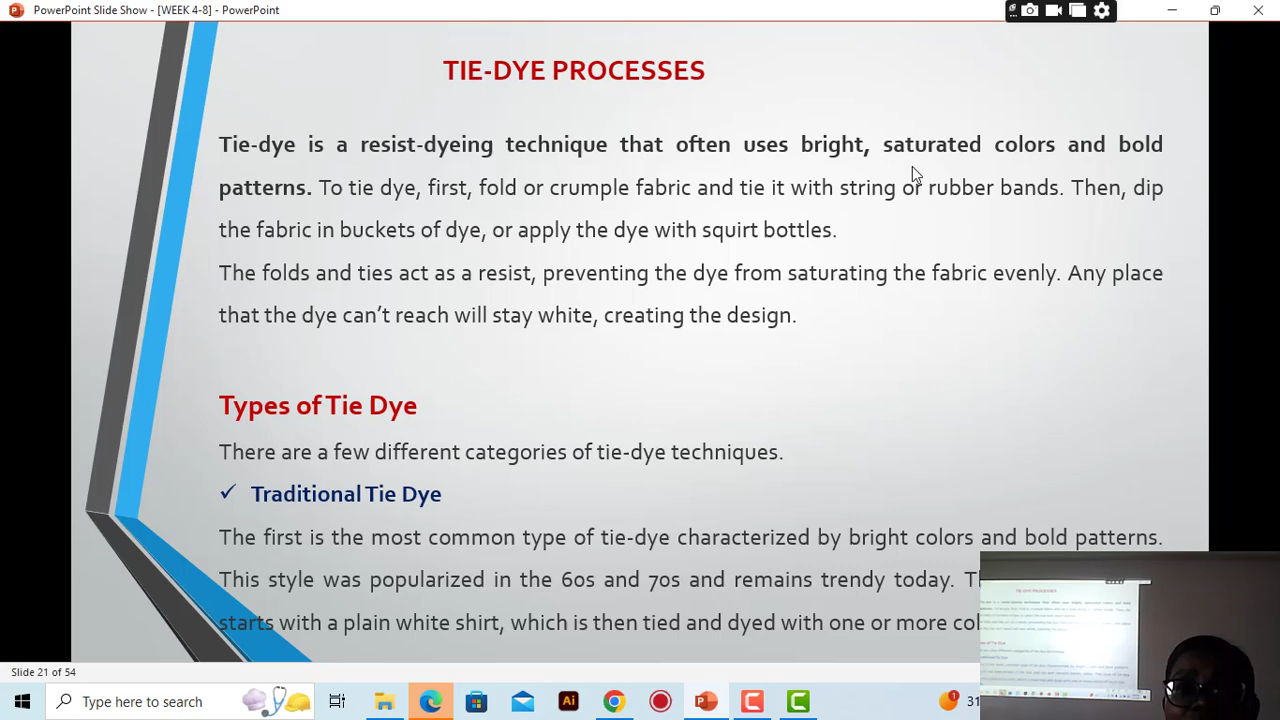 PowerPoint Slide Show - [WEEK 4-8] - PowerPoint
TIE-DYE PROCESSES
Tie-dye is a resist-dyeing technique that often uses bright, saturated colors and bold
patterns. To tie dye, first, fold or crumple fabric and tie it with string or rubber bands. Then, dip
the fabric in buckets of dye, or apply the dye with squirt bottles.
The folds and ties act as a resist, preventing the dye from saturating the fabric evenly. Any place
that the dye can’t reach will stay white, creating the design.
Types of Tie Dye
There are a few different categories of tie-dye techniques.
✓ Traditional Tie Dye
The first is the most common type of tie-dye characterized by bright colors and bold patterns.
This style was popularized in the 60s and 70s and remains trendy today.
starts with a plain white shirt, which is then tied and dyed with one or more
TIE-DYE PROCESSES
Slide 21 of 54
Type here to search
Ai
1